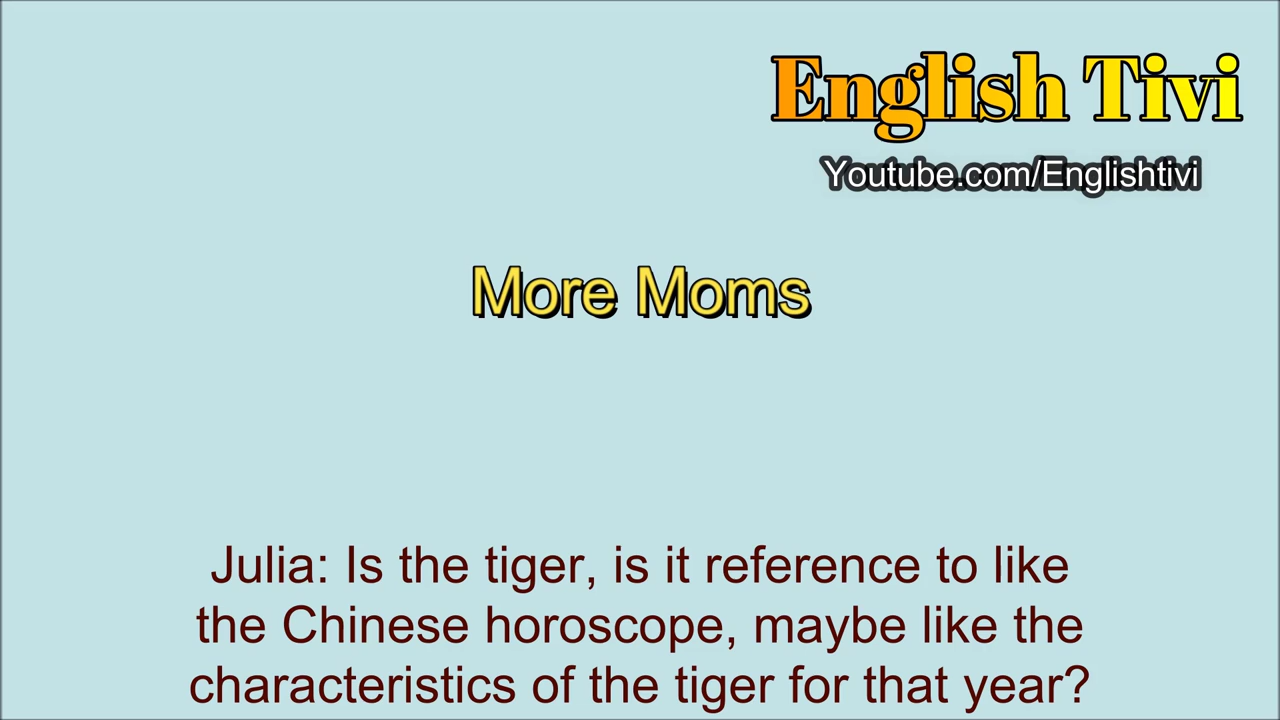 English Tivi
Youtube.com/Englishtivi
More Moms
Julia: Is the tiger, is it reference to like
the Chinese horoscope, maybe like the
characteristics of the tiger for that year?